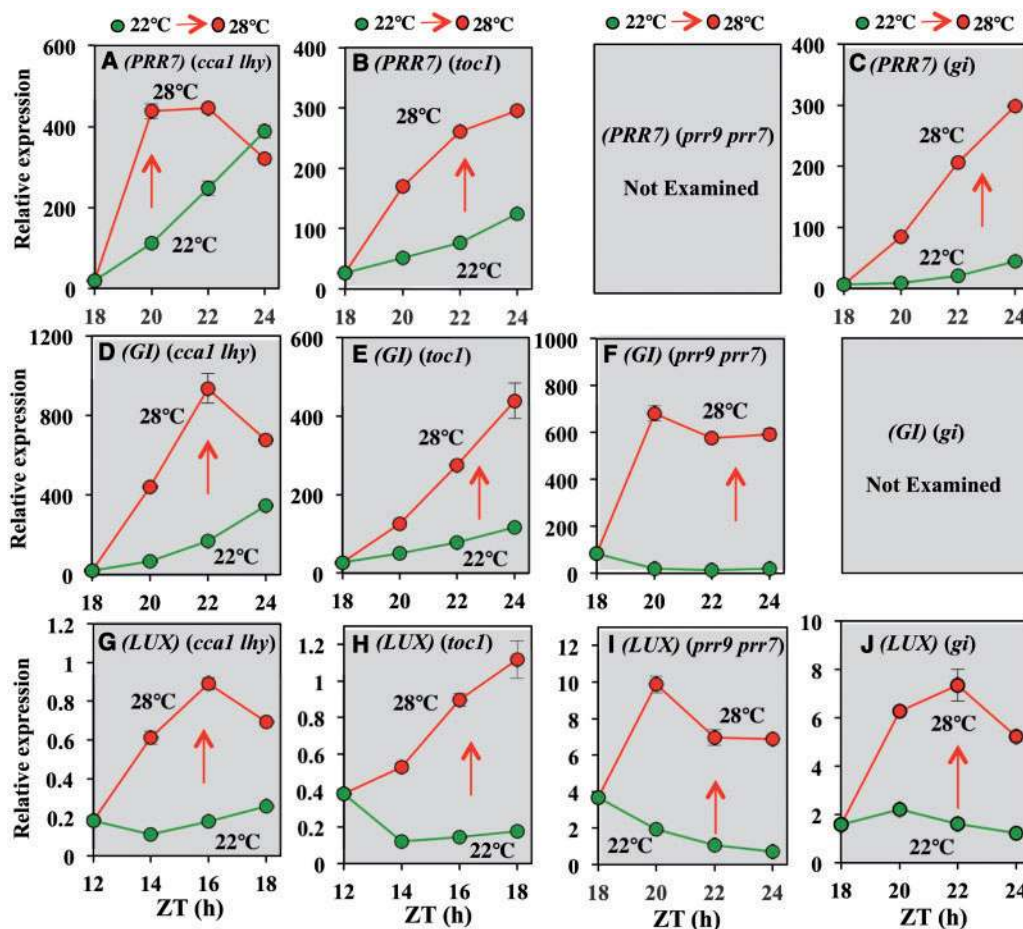 22°C → 28°C 22°C → 28°C 22°C → 28°C 22°C → 28°C
Relative expression
A (PRR7) (cca1 lhy)
600
400
200
0
28°C
22°C
18 20 22 24
B (PRR7) (toc1)
400
300
200
100
0
28°C
22°C
18 20 22 24
(PRR7) (prr9 prr7)
Not Examined
C (PRR7) (gi)
400
300
200
100
0
28°C
22°C
18 20 22 24
Relative expression
D (GI) (cca1 lhy)
1200
800
400
0
28°C
22°C
18 20 22 24
E (GI) (toc1)
600
400
200
0
28°C
22°C
18 20 22 24
F (GI) (prr9 prr7)
1000
800
600
400
200
0
28°C
22°C
18 20 22 24
(GI) (gi)
Not Examined
Relative expression
G (LUX) (cca1 lhy)
1.2
1
0.8
0.6
0.4
0.2
0
28°C
22°C
12 14 16 18
ZT (h)
H (LUX) (toc1)
1.2
1
0.8
0.6
0.4
0.2
0
28°C
22°C
12 14 16 18
ZT (h)
I (LUX) (prr9 prr7)
12
10
8
6
4
2
0
28°C
22°C
18 20 22 24
ZT (h)
J (LUX) (gi)
10
8
6
4
2
0
28°C
22°C
18 20 22 24
ZT (h)